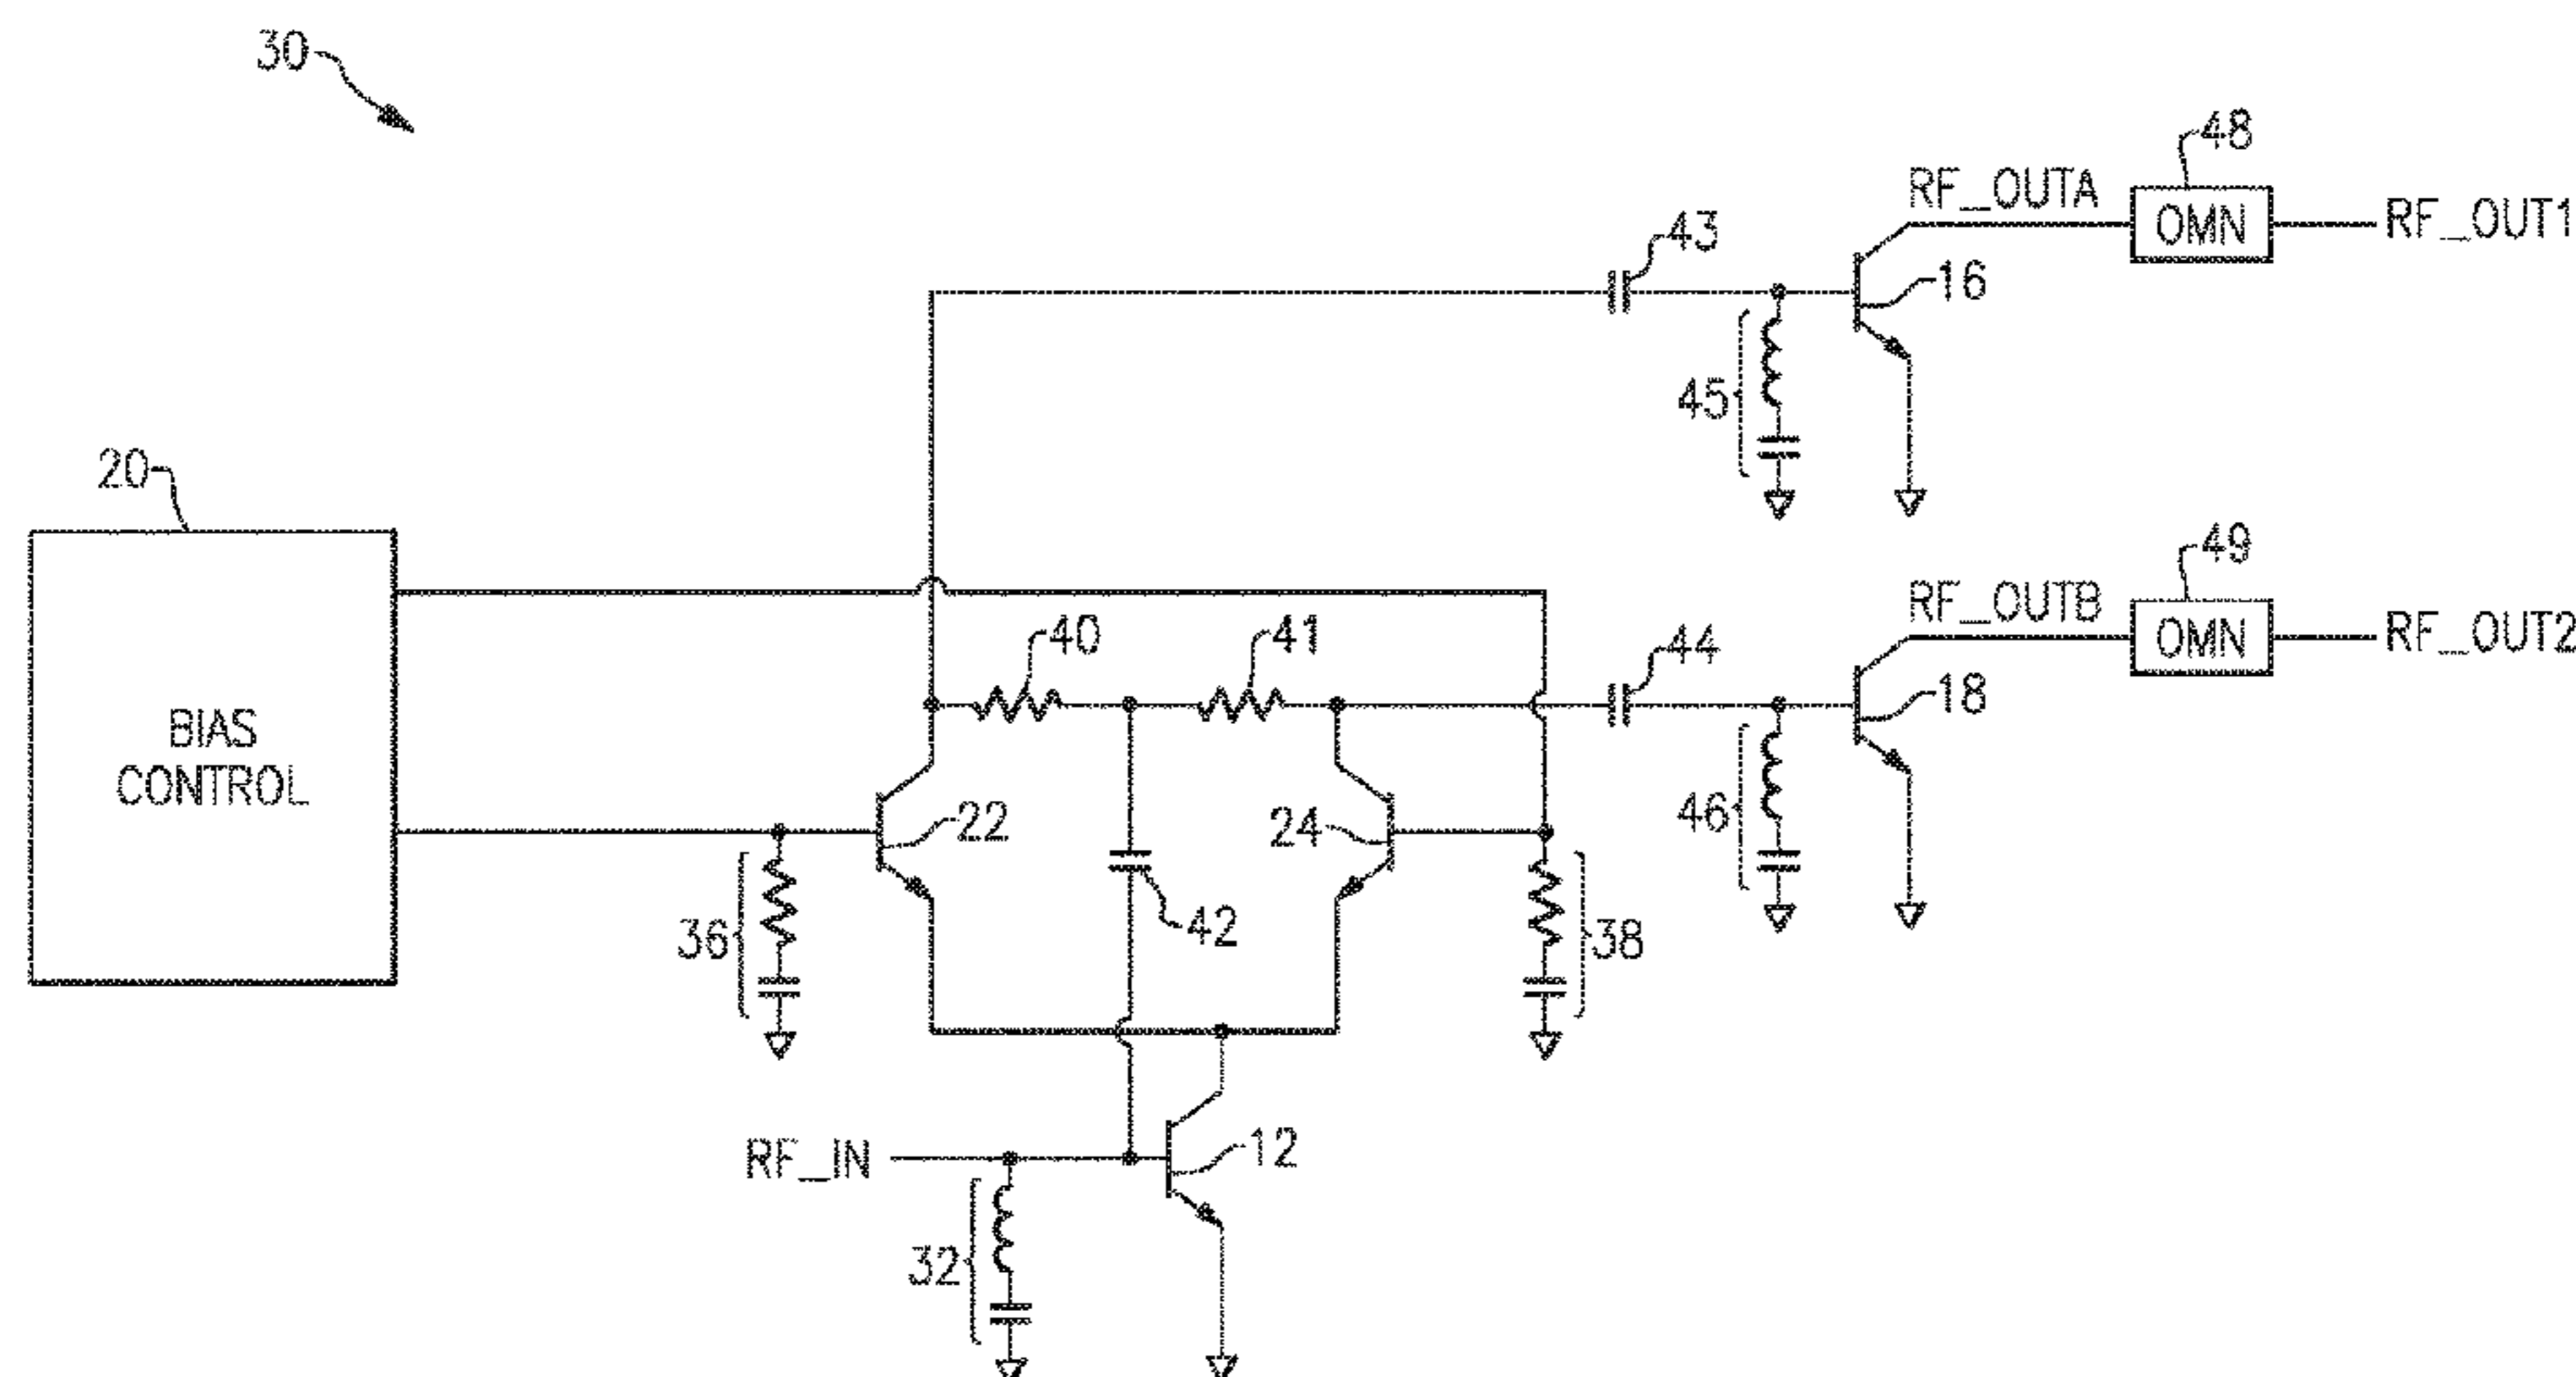 30
48
RF_OUTA
OMN
RF_OUT1
43
16
45
20
49
RF_OUTB
OMN
RF_OUT2
40
41
44
18
BIAS
CONTROL
22
24
46
36
42
38
RF_IN
12
32